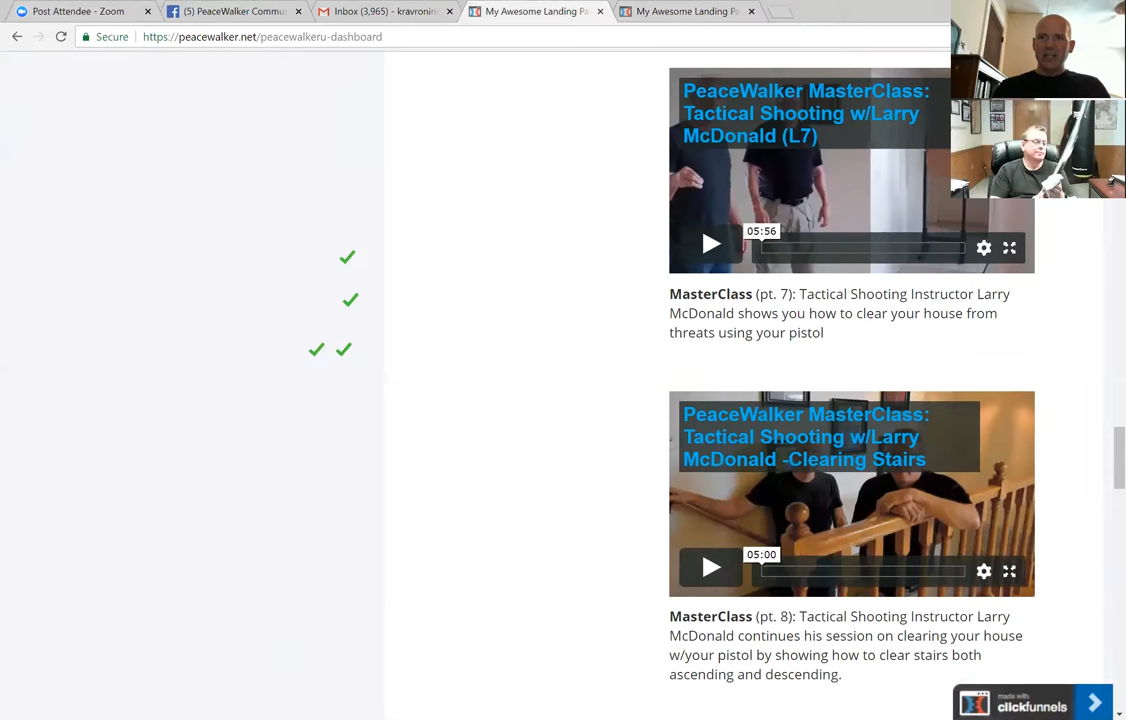 Post Attendee - Zoom
(5) PeaceWalker Commu
Inbox (3,965) - kravronin
My Awesome Landing Pa
My Awesome Landing Pa
Secure
https://peacewalker.net/peacewalkeru-dashboard
PeaceWalker MasterClass:
Tactical Shooting w/Larry
McDonald (L7)
05:56
MasterClass (pt. 7): Tactical Shooting Instructor Larry
McDonald shows you how to clear your house from
threats using your pistol
PeaceWalker MasterClass:
Tactical Shooting w/Larry
McDonald -Clearing Stairs
05:00
MasterClass (pt. 8): Tactical Shooting Instructor Larry
McDonald continues his session on clearing your house
w/your pistol by showing how to clear stairs both
ascending and descending.
made with
clickfunnels